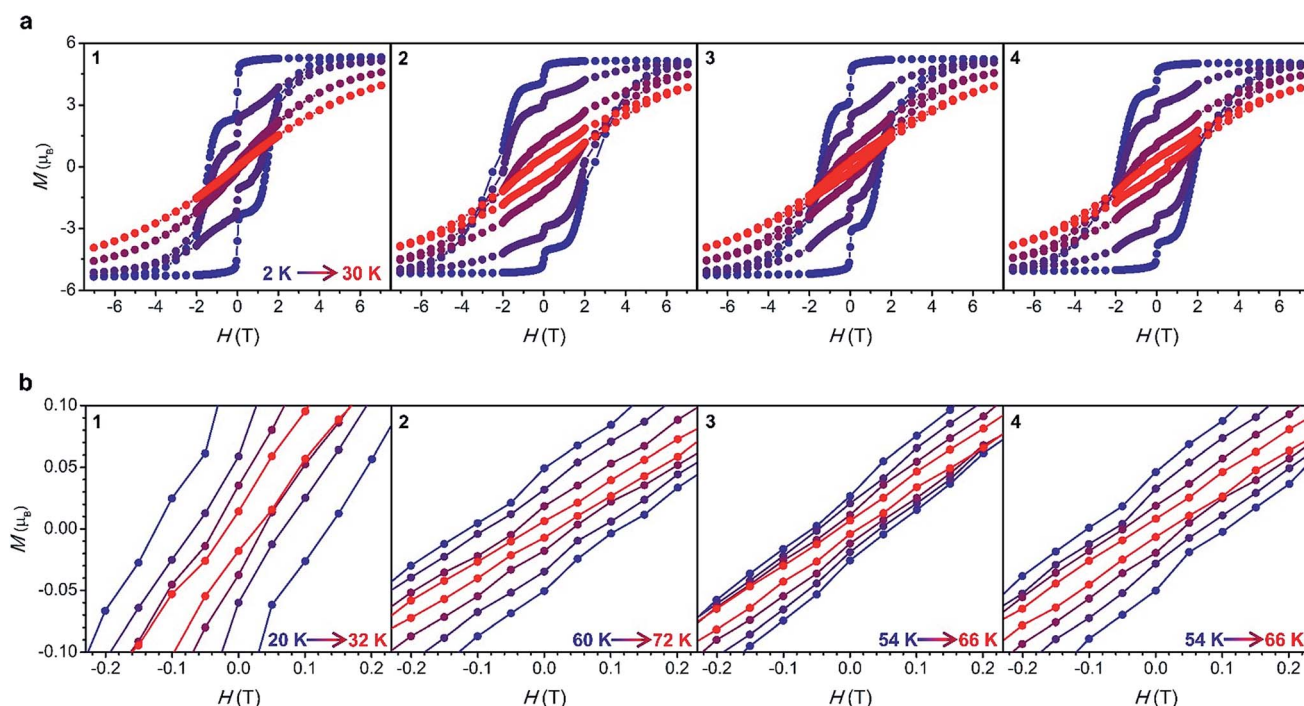 a
1 2 3 4
6
3
0
-3
-6
M (μB)
2 K 30 K
-6 -4 -2 0 2 4 6 -6 -4 -2 0 2 4 6 -6 -4 -2 0 2 4 6 -6 -4 -2 0 2 4 6
H (T) H (T) H (T) H (T)
b
0.10
1 2 3 4
0.05
0.00
-0.05
-0.10
M (μB)
20 K 32 K 60 K 72 K 54 K 66 K 54 K 66 K
-0.2 -0.1 0.0 0.1 0.2 -0.2 -0.1 0.0 0.1 0.2 -0.2 -0.1 0.0 0.1 0.2 -0.2 -0.1 0.0 0.1 0.2
H (T) H (T) H (T) H (T)